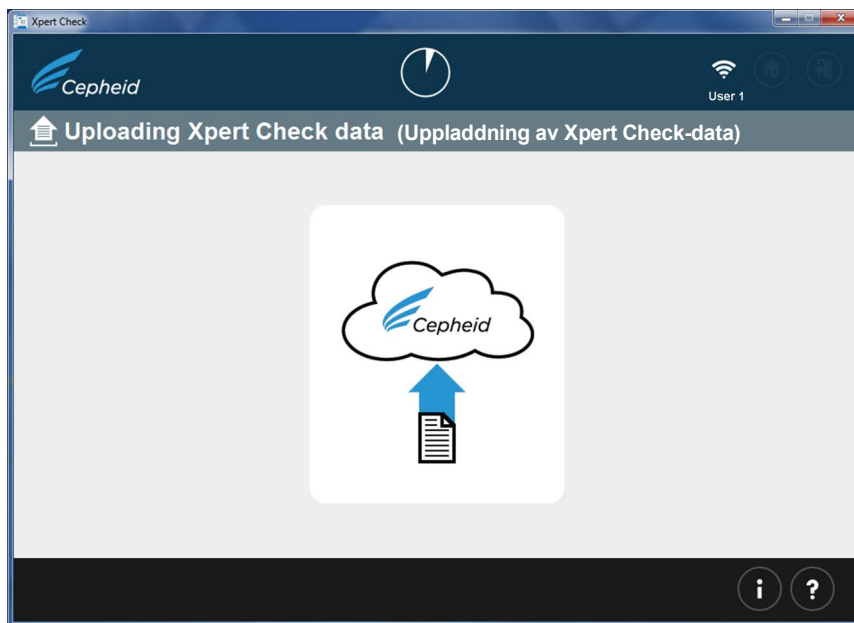 Xpert Check
Cepheid
User 1
Uploading Xpert Check data (Uppladdning av Xpert Check-data)
Cepheid
i ?